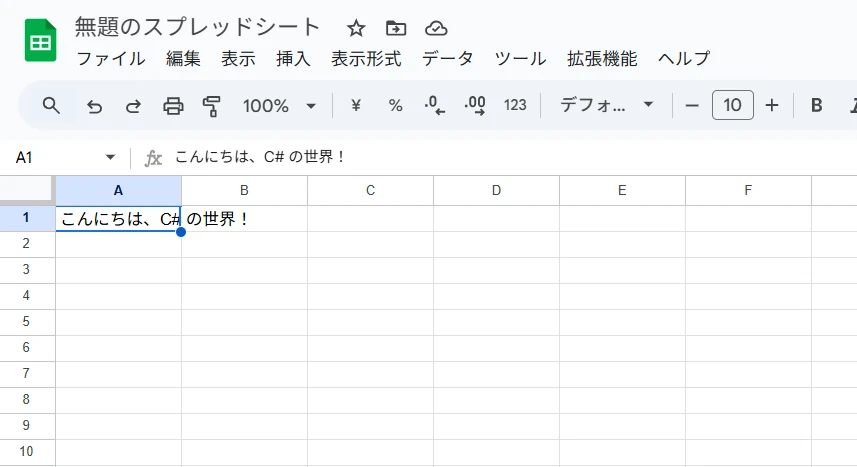 無題のスプレッドシート
ファイル 編集 表示 挿入 表示形式 データ ツール 拡張機能 ヘルプ
100% ¥ % .0 .00 123 デフォ... 10 B I
A1 fx こんにちは、C# の世界！
A B C D E F
1 こんにちは、C# の世界！
2
3
4
5
6
7
8
9
10